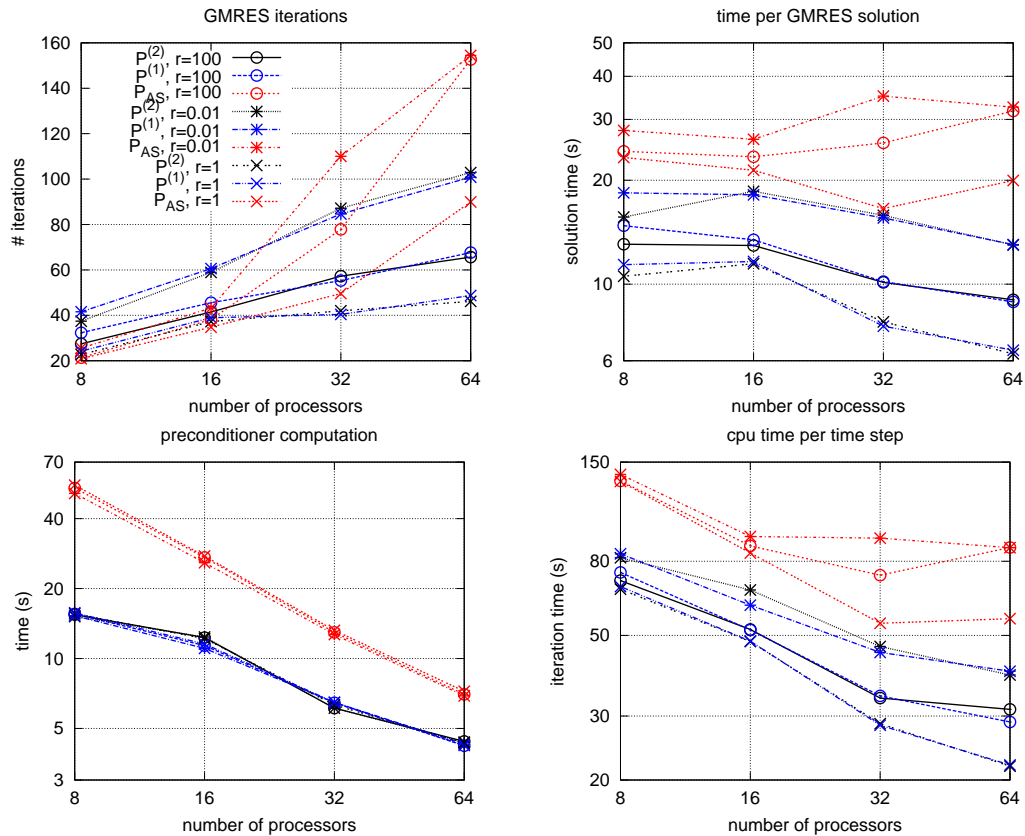 GMRES iterations
160
140
120
100
80
60
40
20
# iterations
P(2), r=100
P(1), r=100
PAS, r=100
P(2), r=0.01
P(1), r=0.01
PAS, r=0.01
P(2), r=1
P(1), r=1
PAS, r=1
8 16 32 64
number of processors
time per GMRES solution
50
30
20
10
6
solution time (s)
8 16 32 64
number of processors
preconditioner computation
70
40
20
10
5
3
time (s)
8 16 32 64
number of processors
cpu time per time step
150
80
50
30
20
iteration time (s)
8 16 32 64
number of processors